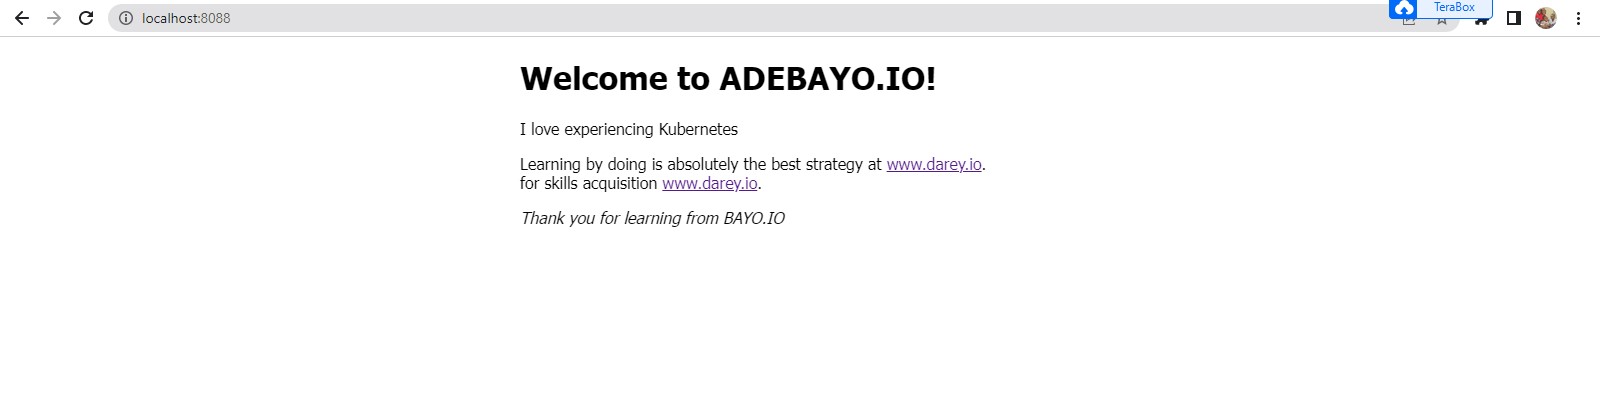 localhost:8088
TeraBox
Welcome to ADEBAYO.IO!
I love experiencing Kubernetes
Learning by doing is absolutely the best strategy at www.darey.io.
for skills acquisition www.darey.io.
Thank you for learning from BAYO.IO